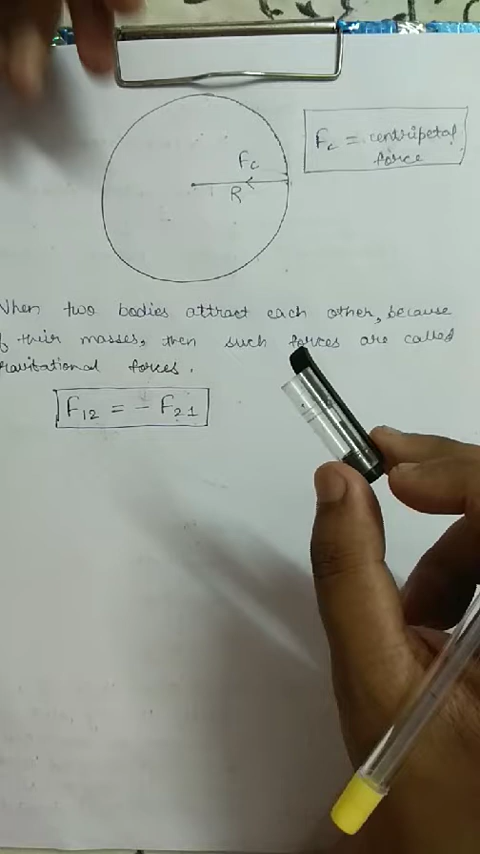 Fc
R
Fc = centripetal
force
When two bodies attract each other, because
of their masses, then such forces are called
gravitational forces.
F12 = - F21